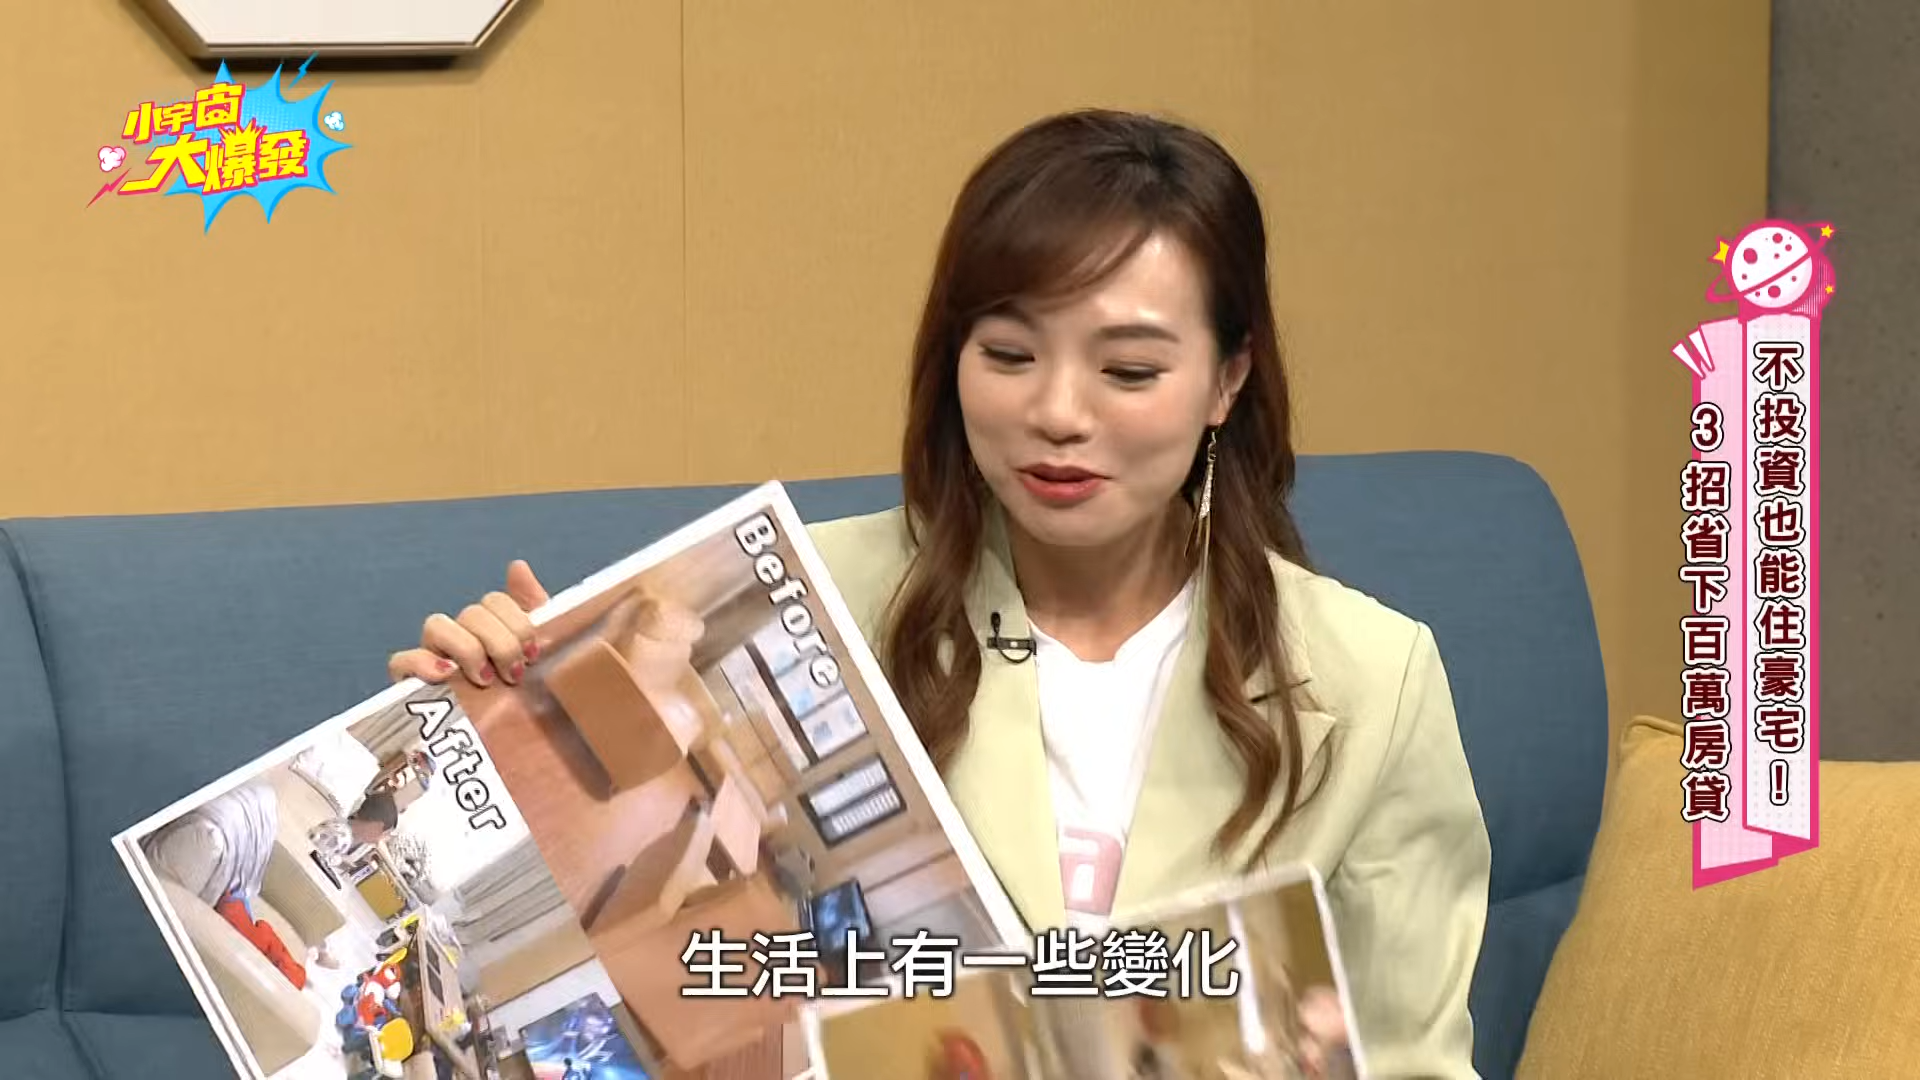 小宇宙
大爆發
不投資也能住豪宅！
3招省下百萬房貸
Before
After
a
生活上有一些變化